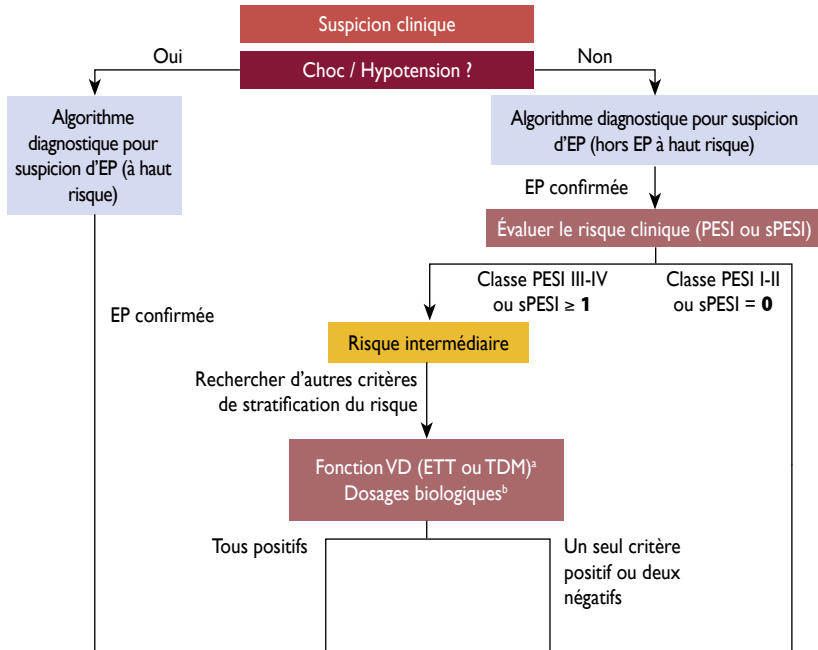 Suspicion clinique
Oui
Choc / Hypotension ?
Non
Algorithme
diagnostique pour
suspicion d'EP (à haut
risque)
Algorithme diagnostique pour suspicion
d'EP (hors EP à haut risque)
EP confirmée
Évaluer le risque clinique (PESI ou sPESI)
Classe PESI III-IV
ou sPESI ≥ 1
Classe PESI I-II
ou sPESI = 0
EP confirmée
Risque intermédiaire
Rechercher d'autres critères
de stratification du risque
Fonction VD (ETT ou TDM)ᵃ
Dosages biologiquesᵇ
Tous positifs
Un seul critère
positif ou deux
négatifs